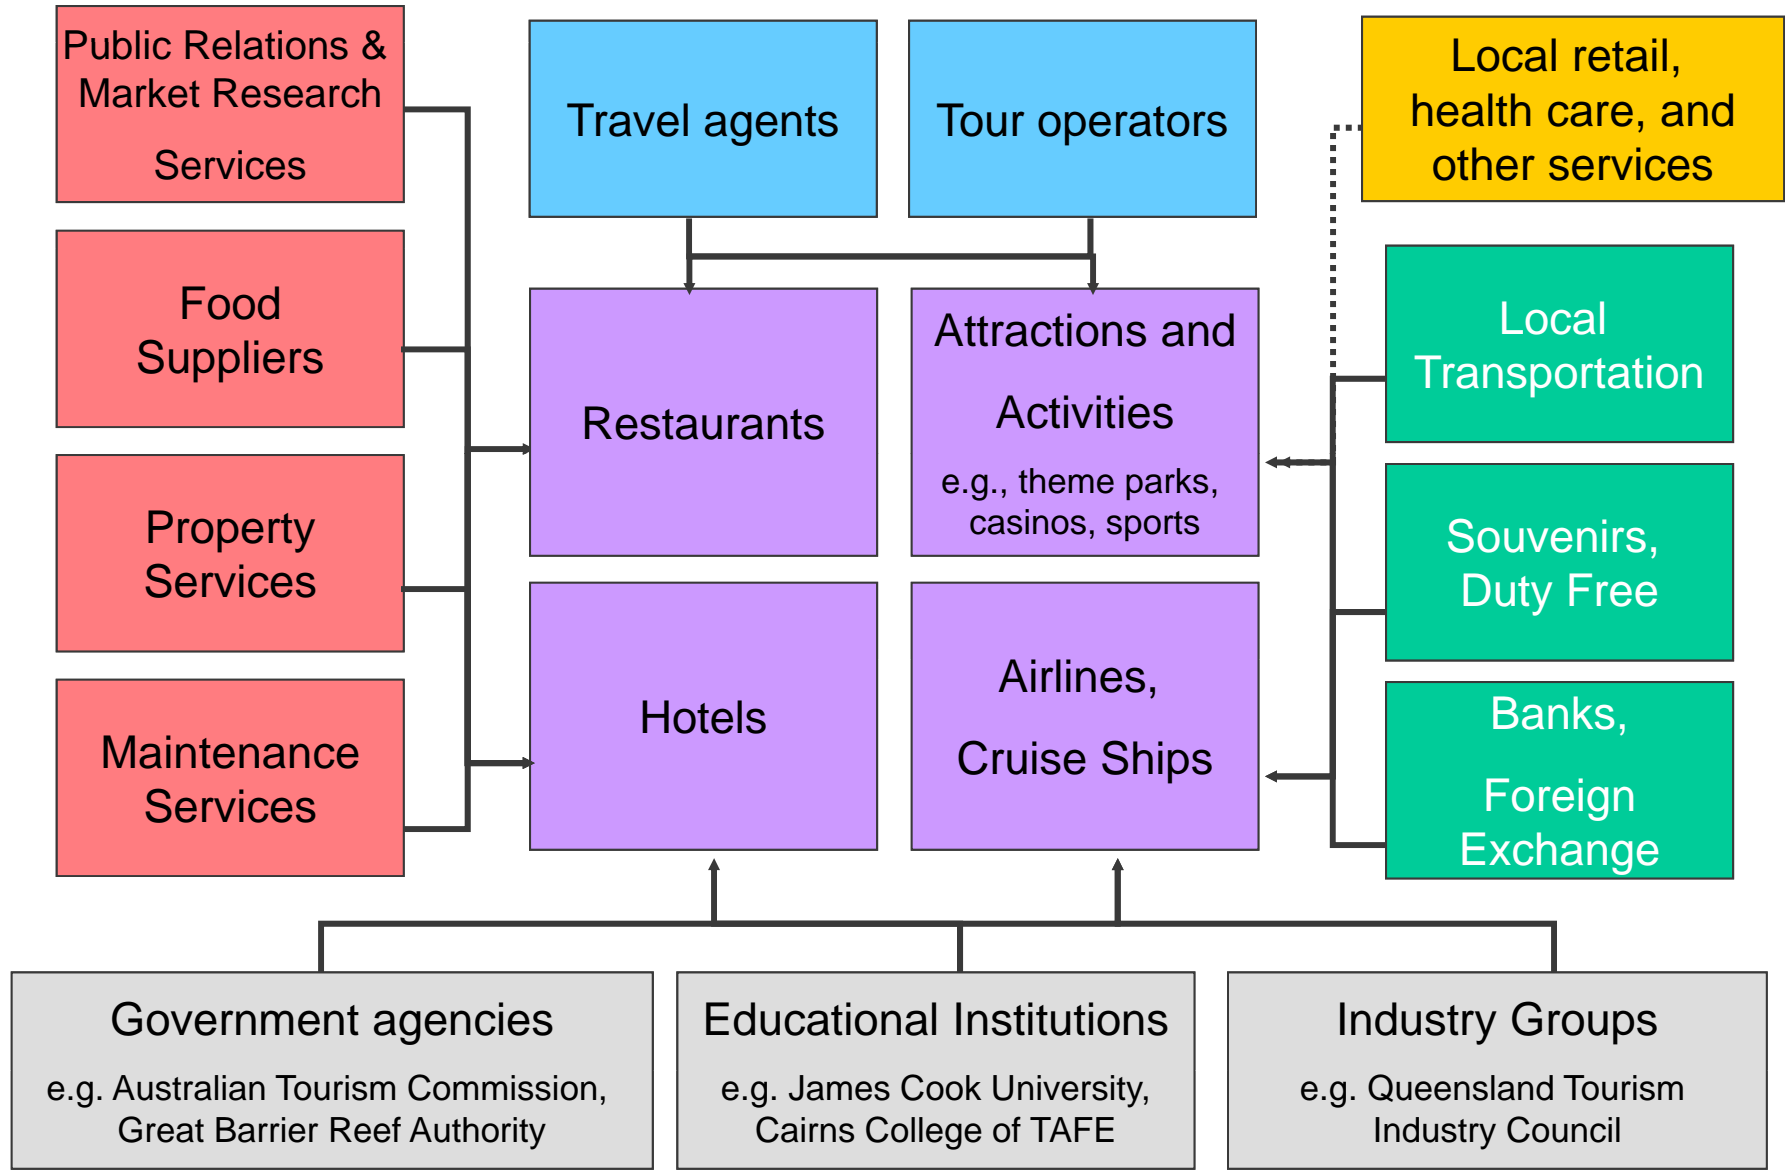 Public Relations &
Market Research
Services
Travel agents
Tour operators
Local retail,
health care, and
other services
Food
Suppliers
Restaurants
Attractions and
Activities
e.g., theme parks,
casinos, sports
Local
Transportation
Property
Services
Souvenirs,
Duty Free
Maintenance
Services
Hotels
Airlines,
Cruise Ships
Banks,
Foreign
Exchange
Government agencies
e.g. Australian Tourism Commission,
Great Barrier Reef Authority
Educational Institutions
e.g. James Cook University,
Cairns College of TAFE
Industry Groups
e.g. Queensland Tourism
Industry Council